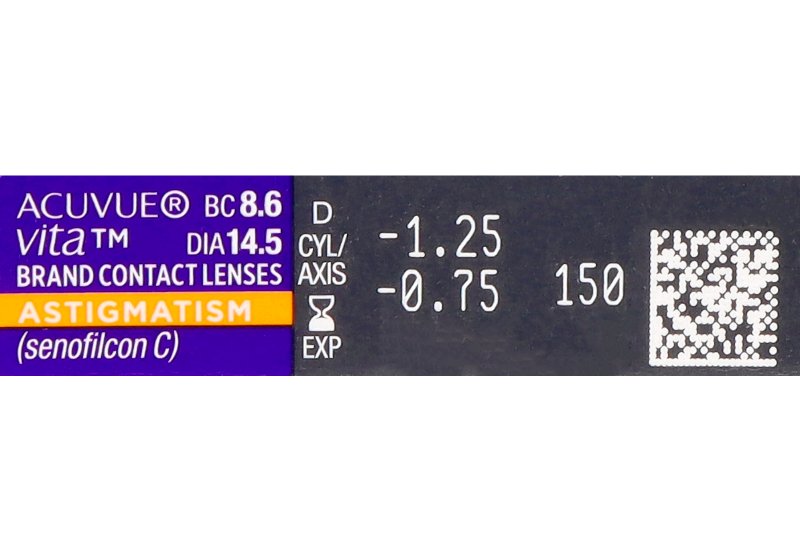 ACUVUE® BC 8.6
vita™ DIA 14.5
BRAND CONTACT LENSES
ASTIGMATISM
(senofilcon C)
D -1.25
CYL/
AXIS -0.75 150
EXP